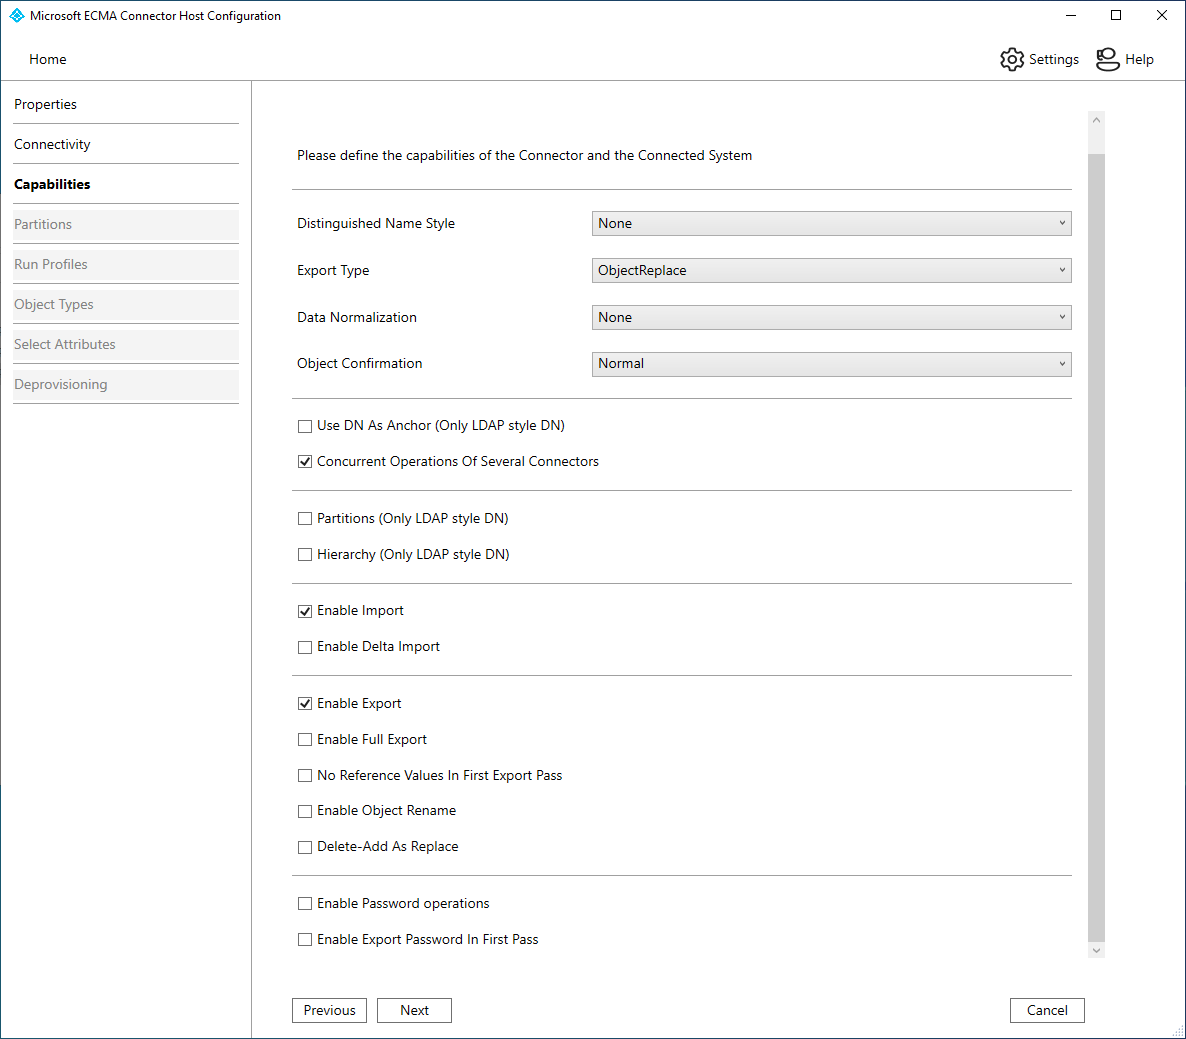 Microsoft ECMA Connector Host Configuration
Home
Settings
Help
Properties
Connectivity
Capabilities
Partitions
Run Profiles
Object Types
Select Attributes
Deprovisioning
Please define the capabilities of the Connector and the Connected System
Distinguished Name Style
None
Export Type
ObjectReplace
Data Normalization
None
Object Confirmation
Normal
Use DN As Anchor (Only LDAP style DN)
Concurrent Operations Of Several Connectors
Partitions (Only LDAP style DN)
Hierarchy (Only LDAP style DN)
Enable Import
Enable Delta Import
Enable Export
Enable Full Export
No Reference Values In First Export Pass
Enable Object Rename
Delete-Add As Replace
Enable Password operations
Enable Export Password In First Pass
Previous
Next
Cancel